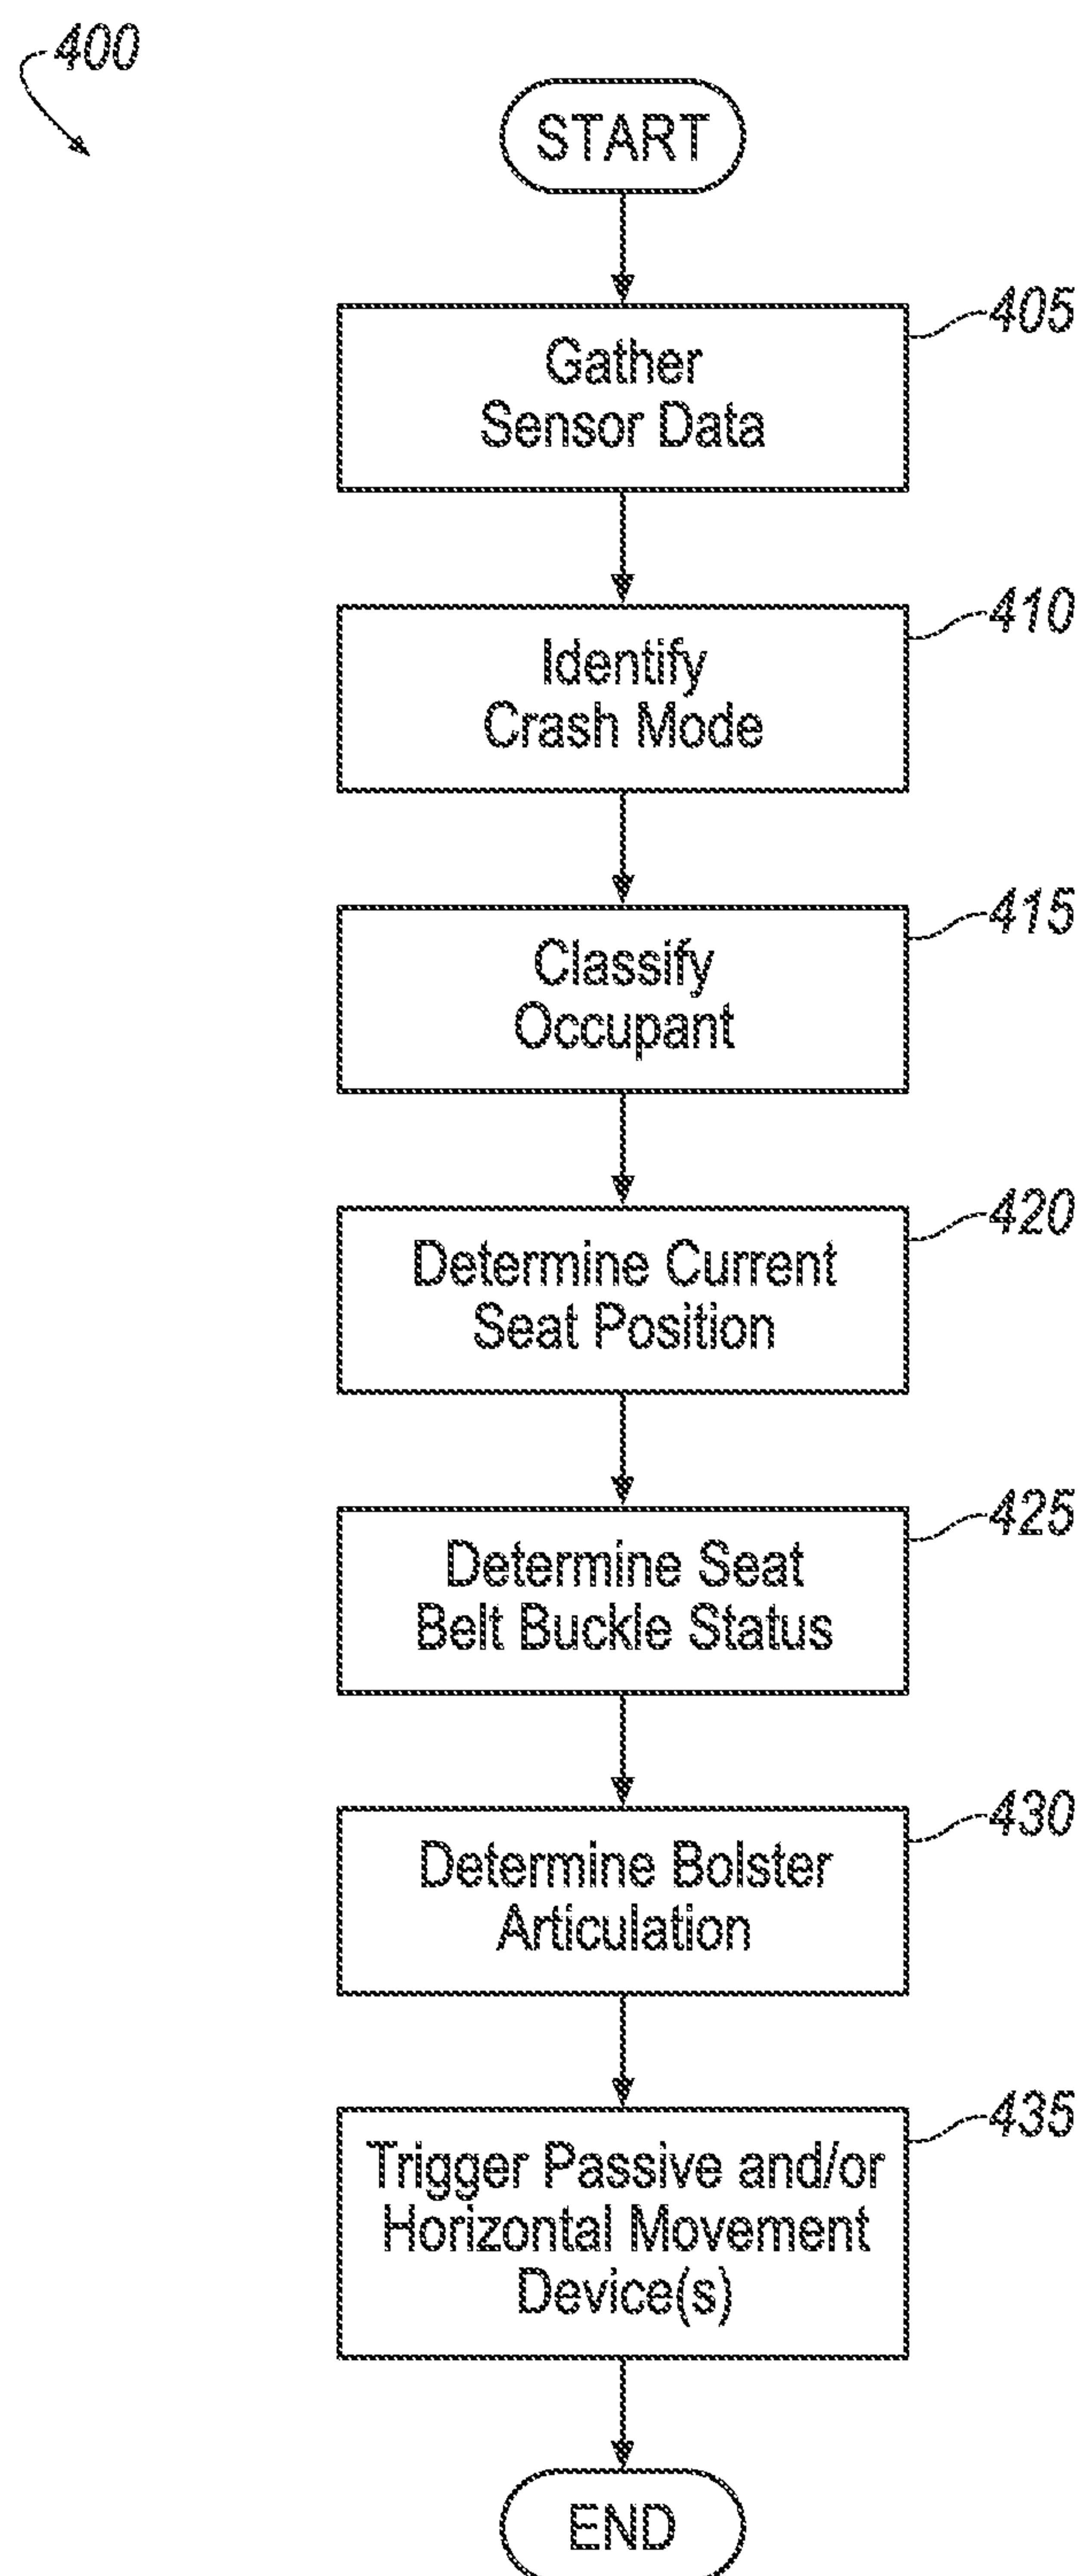 400
START
405
Gather
Sensor Data
410
Identify
Crash Mode
415
Classify
Occupant
420
Determine Current
Seat Position
425
Determine Seat
Belt Buckle Status
430
Determine Bolster
Articulation
435
Trigger Passive and/or
Horizontal Movement
Device(s)
END